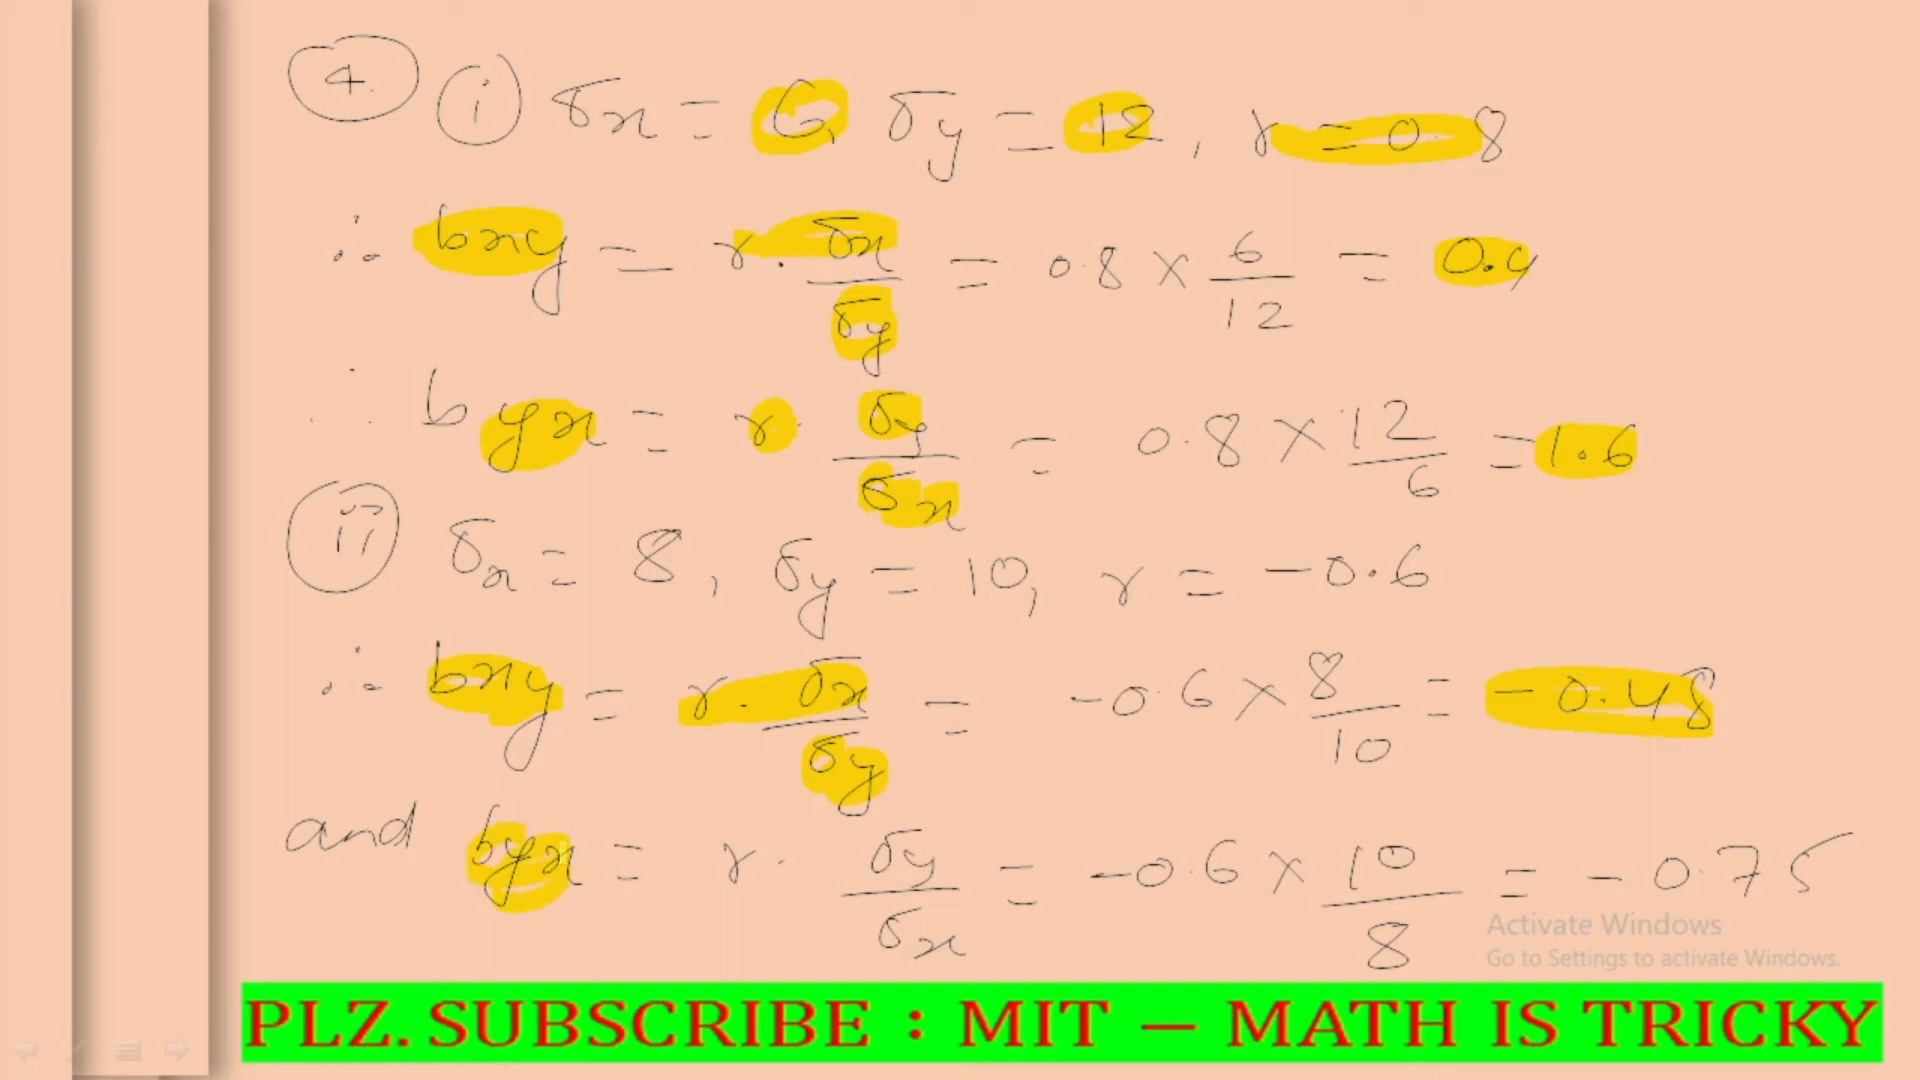 4. i σx = 6, σy = 12, r = 0.8
∴ bxy = r . σx/σy = 0.8 × 6/12 = 0.4
∴ byx = r . σy/σx = 0.8 × 12/6 = 1.6
ii σx = 8, σy = 10, r = -0.6
∴ bxy = r . σx/σy = -0.6 × 8/10 = -0.48
and byx = r . σy/σx = -0.6 × 10/8 = -0.75
Activate Windows
Go to Settings to activate Windows.
PLZ. SUBSCRIBE : MIT – MATH IS TRICKY